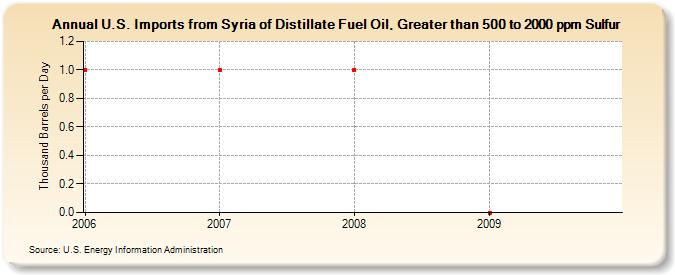 Annual U.S. Imports from Syria of Distillate Fuel Oil, Greater than 500 to 2000 ppm Sulfur
Thousand Barrels per Day
1.2
1.0
0.8
0.6
0.4
0.2
0.0
2006 2007 2008 2009
Source: U.S. Energy Information Administration